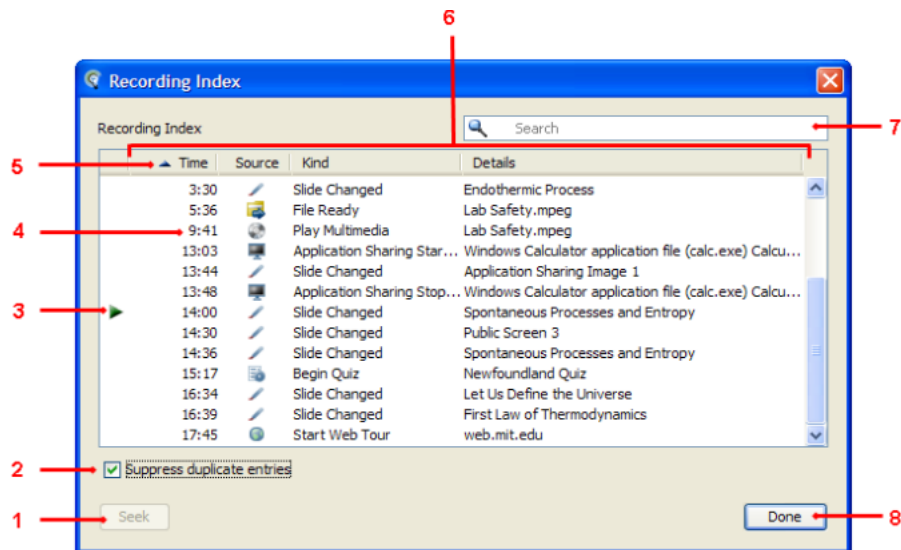 6
Recording Index
Recording Index
Search
7
5
Time Source Kind Details
3:30 Slide Changed Endothermic Process
5:36 File Ready Lab Safety.mpeg
4
9:41 Play Multimedia Lab Safety.mpeg
13:03 Application Sharing Star... Windows Calculator application file (calc.exe) Calcu...
13:44 Slide Changed Application Sharing Image 1
13:48 Application Sharing Stop... Windows Calculator application file (calc.exe) Calcu...
3
14:00 Slide Changed Spontaneous Processes and Entropy
14:30 Slide Changed Public Screen 3
14:36 Slide Changed Spontaneous Processes and Entropy
15:17 Begin Quiz Newfoundland Quiz
16:34 Slide Changed Let Us Define the Universe
16:39 Slide Changed First Law of Thermodynamics
17:45 Start Web Tour web.mit.edu
2
Suppress duplicate entries
1
Seek
Done
8